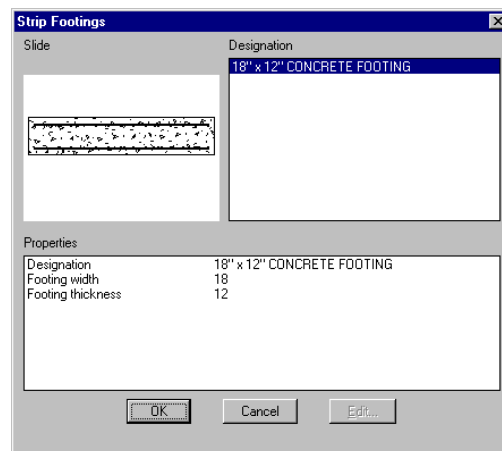 Strip Footings
Slide
Designation
18" x 12" CONCRETE FOOTING
Properties
Designation 18" x 12" CONCRETE FOOTING
Footing width 18
Footing thickness 12
OK Cancel Edit...